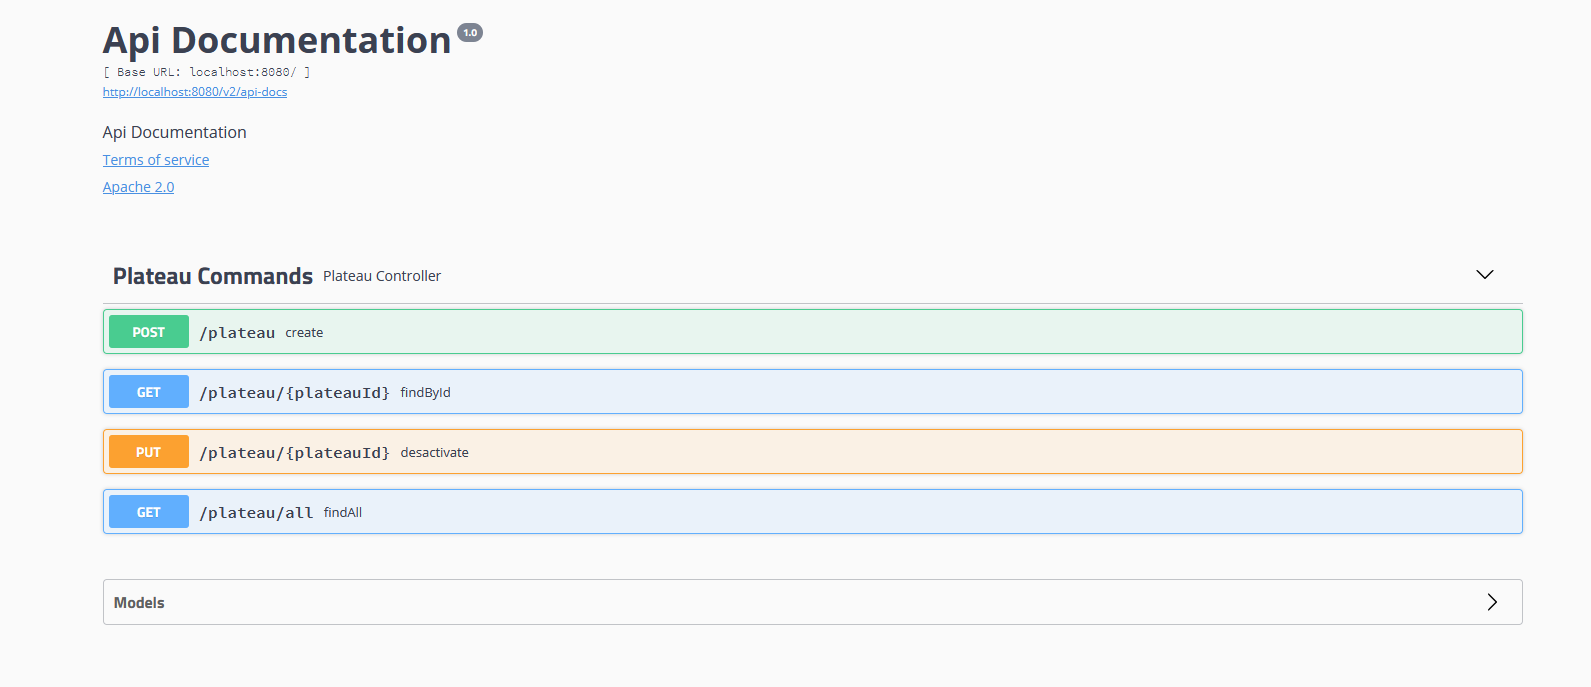 Api Documentation 1.0
[ Base URL: localhost:8080/ ]
http://localhost:8080/v2/api-docs
Api Documentation
Terms of service
Apache 2.0
Plateau Commands Plateau Controller
POST /plateau create
GET /plateau/{plateauId} findById
PUT /plateau/{plateauId} desactivate
GET /plateau/all findAll
Models